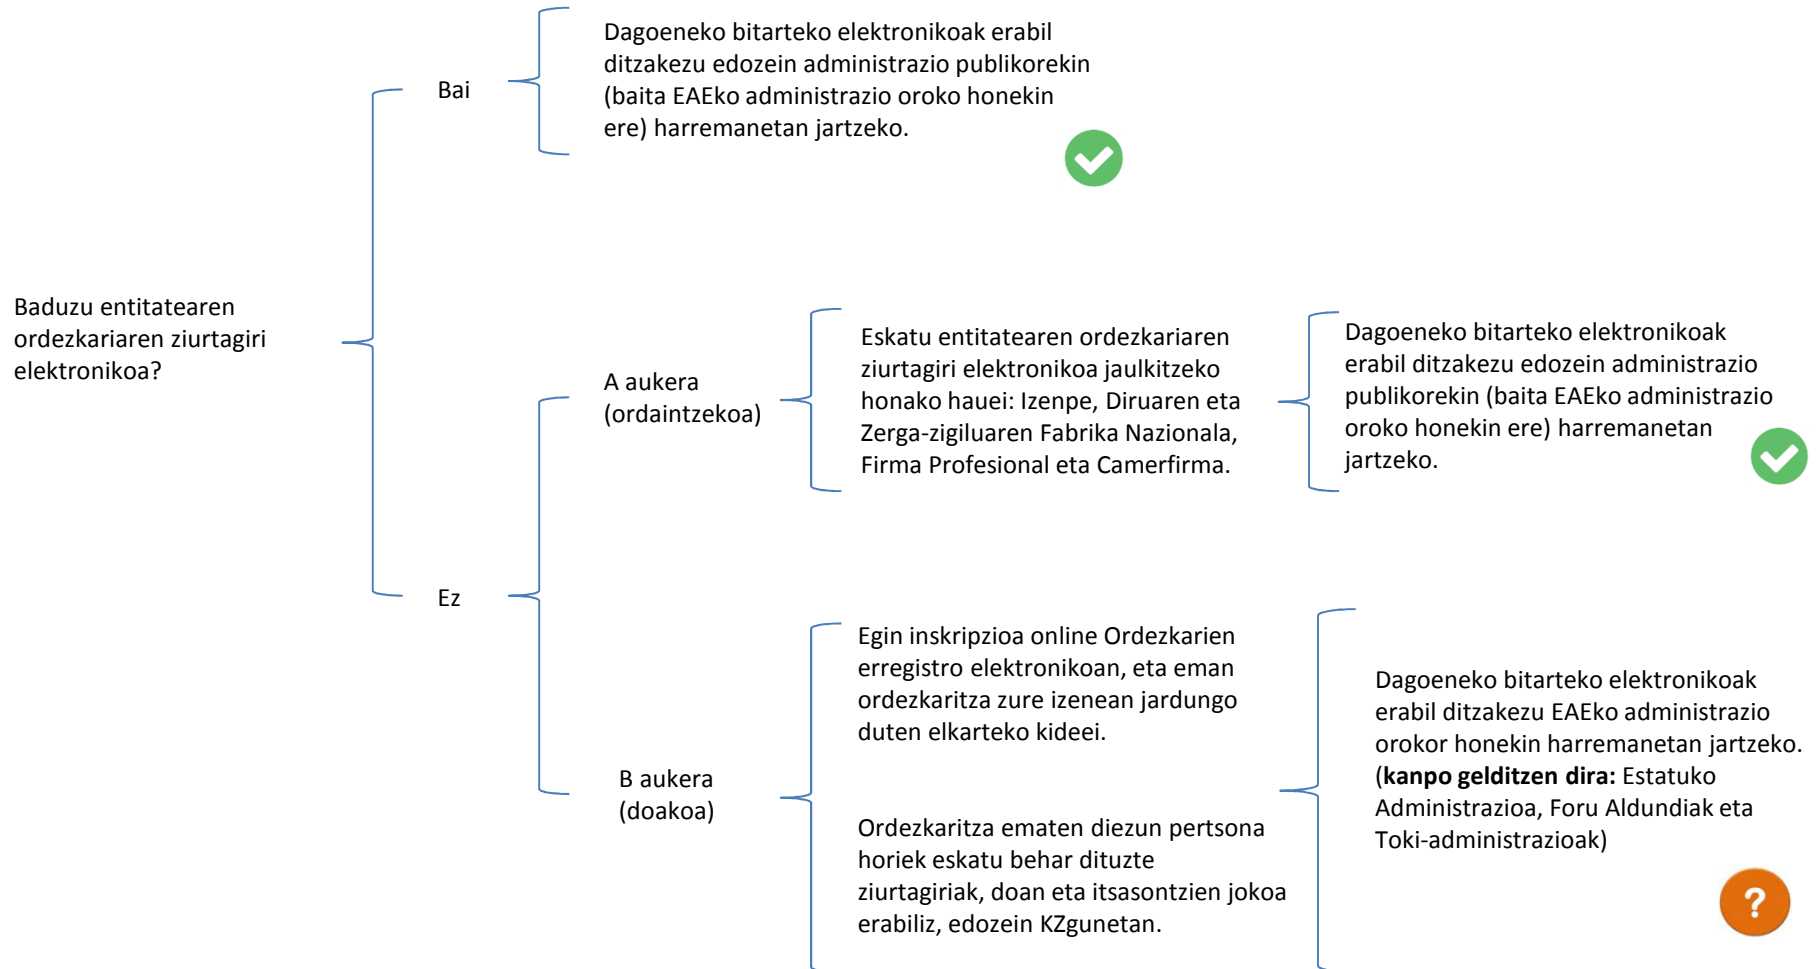 Baduzu entitatearen
ordezkariaren ziurtagiri
elektronikoa?
Bai
Dagoeneko bitarteko elektronikoak erabil
ditzakezu edozein administrazio publikorekin
(baita EAEko administrazio oroko honekin
ere) harremanetan jartzeko.
Ez
A aukera
(ordaintzekoa)
Eskatu entitatearen ordezkariaren
ziurtagiri elektronikoa jaulkitzeko
honako hauei: Izenpe, Diruaren eta
Zerga-zigiluaren Fabrika Nazionala,
Firma Profesional eta Camerfirma.
Dagoeneko bitarteko elektronikoak
erabil ditzakezu edozein administrazio
publikorekin (baita EAEko administrazio
oroko honekin ere) harremanetan
jartzeko.
B aukera
(doakoa)
Egin inskripzioa online Ordezkarien
erregistro elektronikoan, eta eman
ordezkaritza zure izenean jardungo
duten elkarteko kideei.
Ordezkaritza ematen diezun pertsona
horiek eskatu behar dituzte
ziurtagiriak, doan eta itsasontzien jokoa
erabiliz, edozein KZgunetan.
Dagoeneko bitarteko elektronikoak
erabil ditzakezu EAEko administrazio
orokor honekin harremanetan jartzeko.
(kanpo gelditzen dira: Estatuko
Administrazioa, Foru Aldundiak eta
Toki-administrazioak)
?